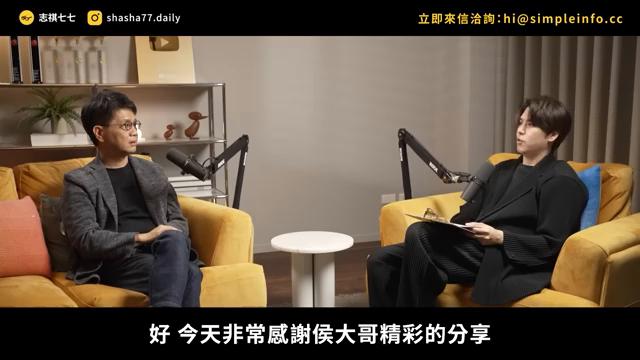 志祺七七 shasha77.daily 立即來信洽詢：hi@simpleinfo.cc
好 今天非常感謝侯大哥精彩的分享